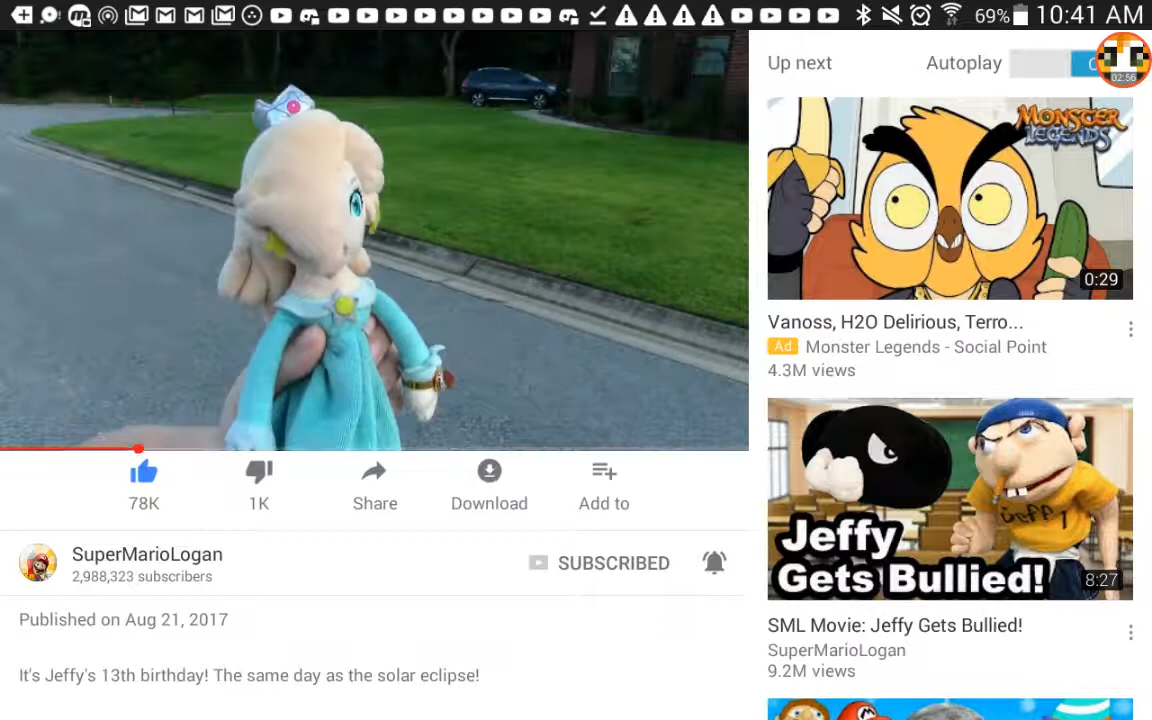 69% 10:41 AM
Up next
Autoplay
02:56
MONSTER
LEGENDS
0:29
Vanoss, H2O Delirious, Terro...
Ad Monster Legends - Social Point
4.3M views
78K
1K
Share
Download
Add to
SuperMarioLogan
2,988,323 subscribers
SUBSCRIBED
Published on Aug 21, 2017
It's Jeffy's 13th birthday! The same day as the solar eclipse!
Jeffy
Gets Bullied!
8:27
SML Movie: Jeffy Gets Bullied!
SuperMarioLogan
9.2M views